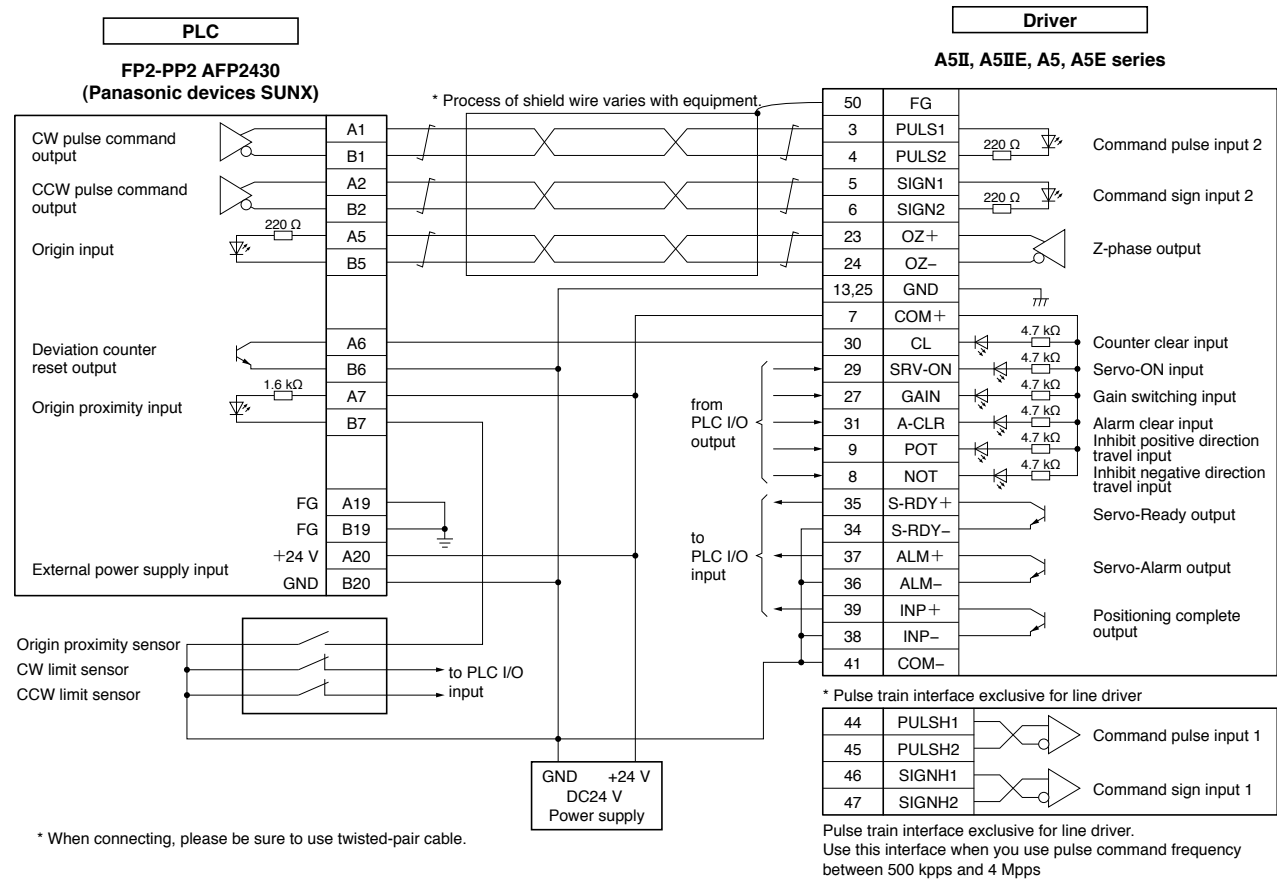 PLC
FP2-PP2 AFP2430
(Panasonic devices SUNX)
Driver
A5Ⅱ, A5ⅡE, A5, A5E series
* Process of shield wire varies with equipment.
CW pulse command
output
A1
B1
CCW pulse command
output
A2
B2
220 Ω
Origin input
A5
B5
Deviation counter
reset output
A6
B6
1.6 kΩ
Origin proximity input
A7
B7
FG A19
FG B19
External power supply input
+24 V A20
GND B20
Origin proximity sensor
CW limit sensor
CCW limit sensor
to PLC I/O
input
GND +24 V
DC24 V
Power supply
* When connecting, please be sure to use twisted-pair cable.
from
PLC I/O
output
to
PLC I/O
input
50 FG
3 PULS1
4 PULS2
220 Ω
Command pulse input 2
5 SIGN1
6 SIGN2
220 Ω
Command sign input 2
23 OZ+
24 OZ−
Z-phase output
13,25 GND
7 COM+
30 CL 4.7 kΩ Counter clear input
29 SRV-ON 4.7 kΩ Servo-ON input
27 GAIN 4.7 kΩ Gain switching input
31 A-CLR 4.7 kΩ Alarm clear input
9 POT 4.7 kΩ Inhibit positive direction
travel input
8 NOT 4.7 kΩ Inhibit negative direction
travel input
35 S-RDY+
34 S-RDY−
Servo-Ready output
37 ALM+
36 ALM−
Servo-Alarm output
39 INP+
38 INP−
Positioning complete
output
41 COM−
* Pulse train interface exclusive for line driver
44 PULSH1
45 PULSH2
Command pulse input 1
46 SIGNH1
47 SIGNH2
Command sign input 1
Pulse train interface exclusive for line driver.
Use this interface when you use pulse command frequency
between 500 kpps and 4 Mpps